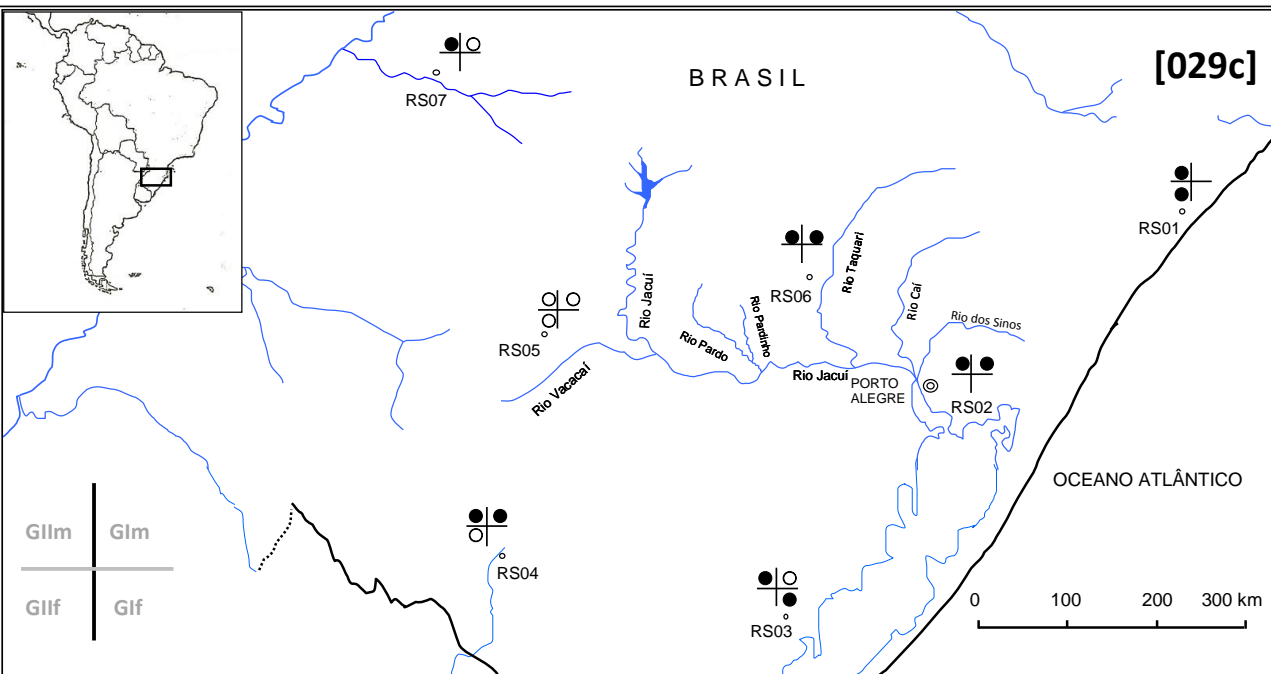 [029c]
BRASIL
RS07
RS01
RS06
Rio Taquari
Rio Caí
Rio dos Sinos
Rio Jacuí
RS05
Rio Pardo
Rio Pardinho
Rio Vacacaí
Rio Jacuí
PORTO
ALEGRE
RS02
OCEANO ATLÂNTICO
GIIm GIm
GIIf GIf
RS04
RS03
0 100 200 300 km